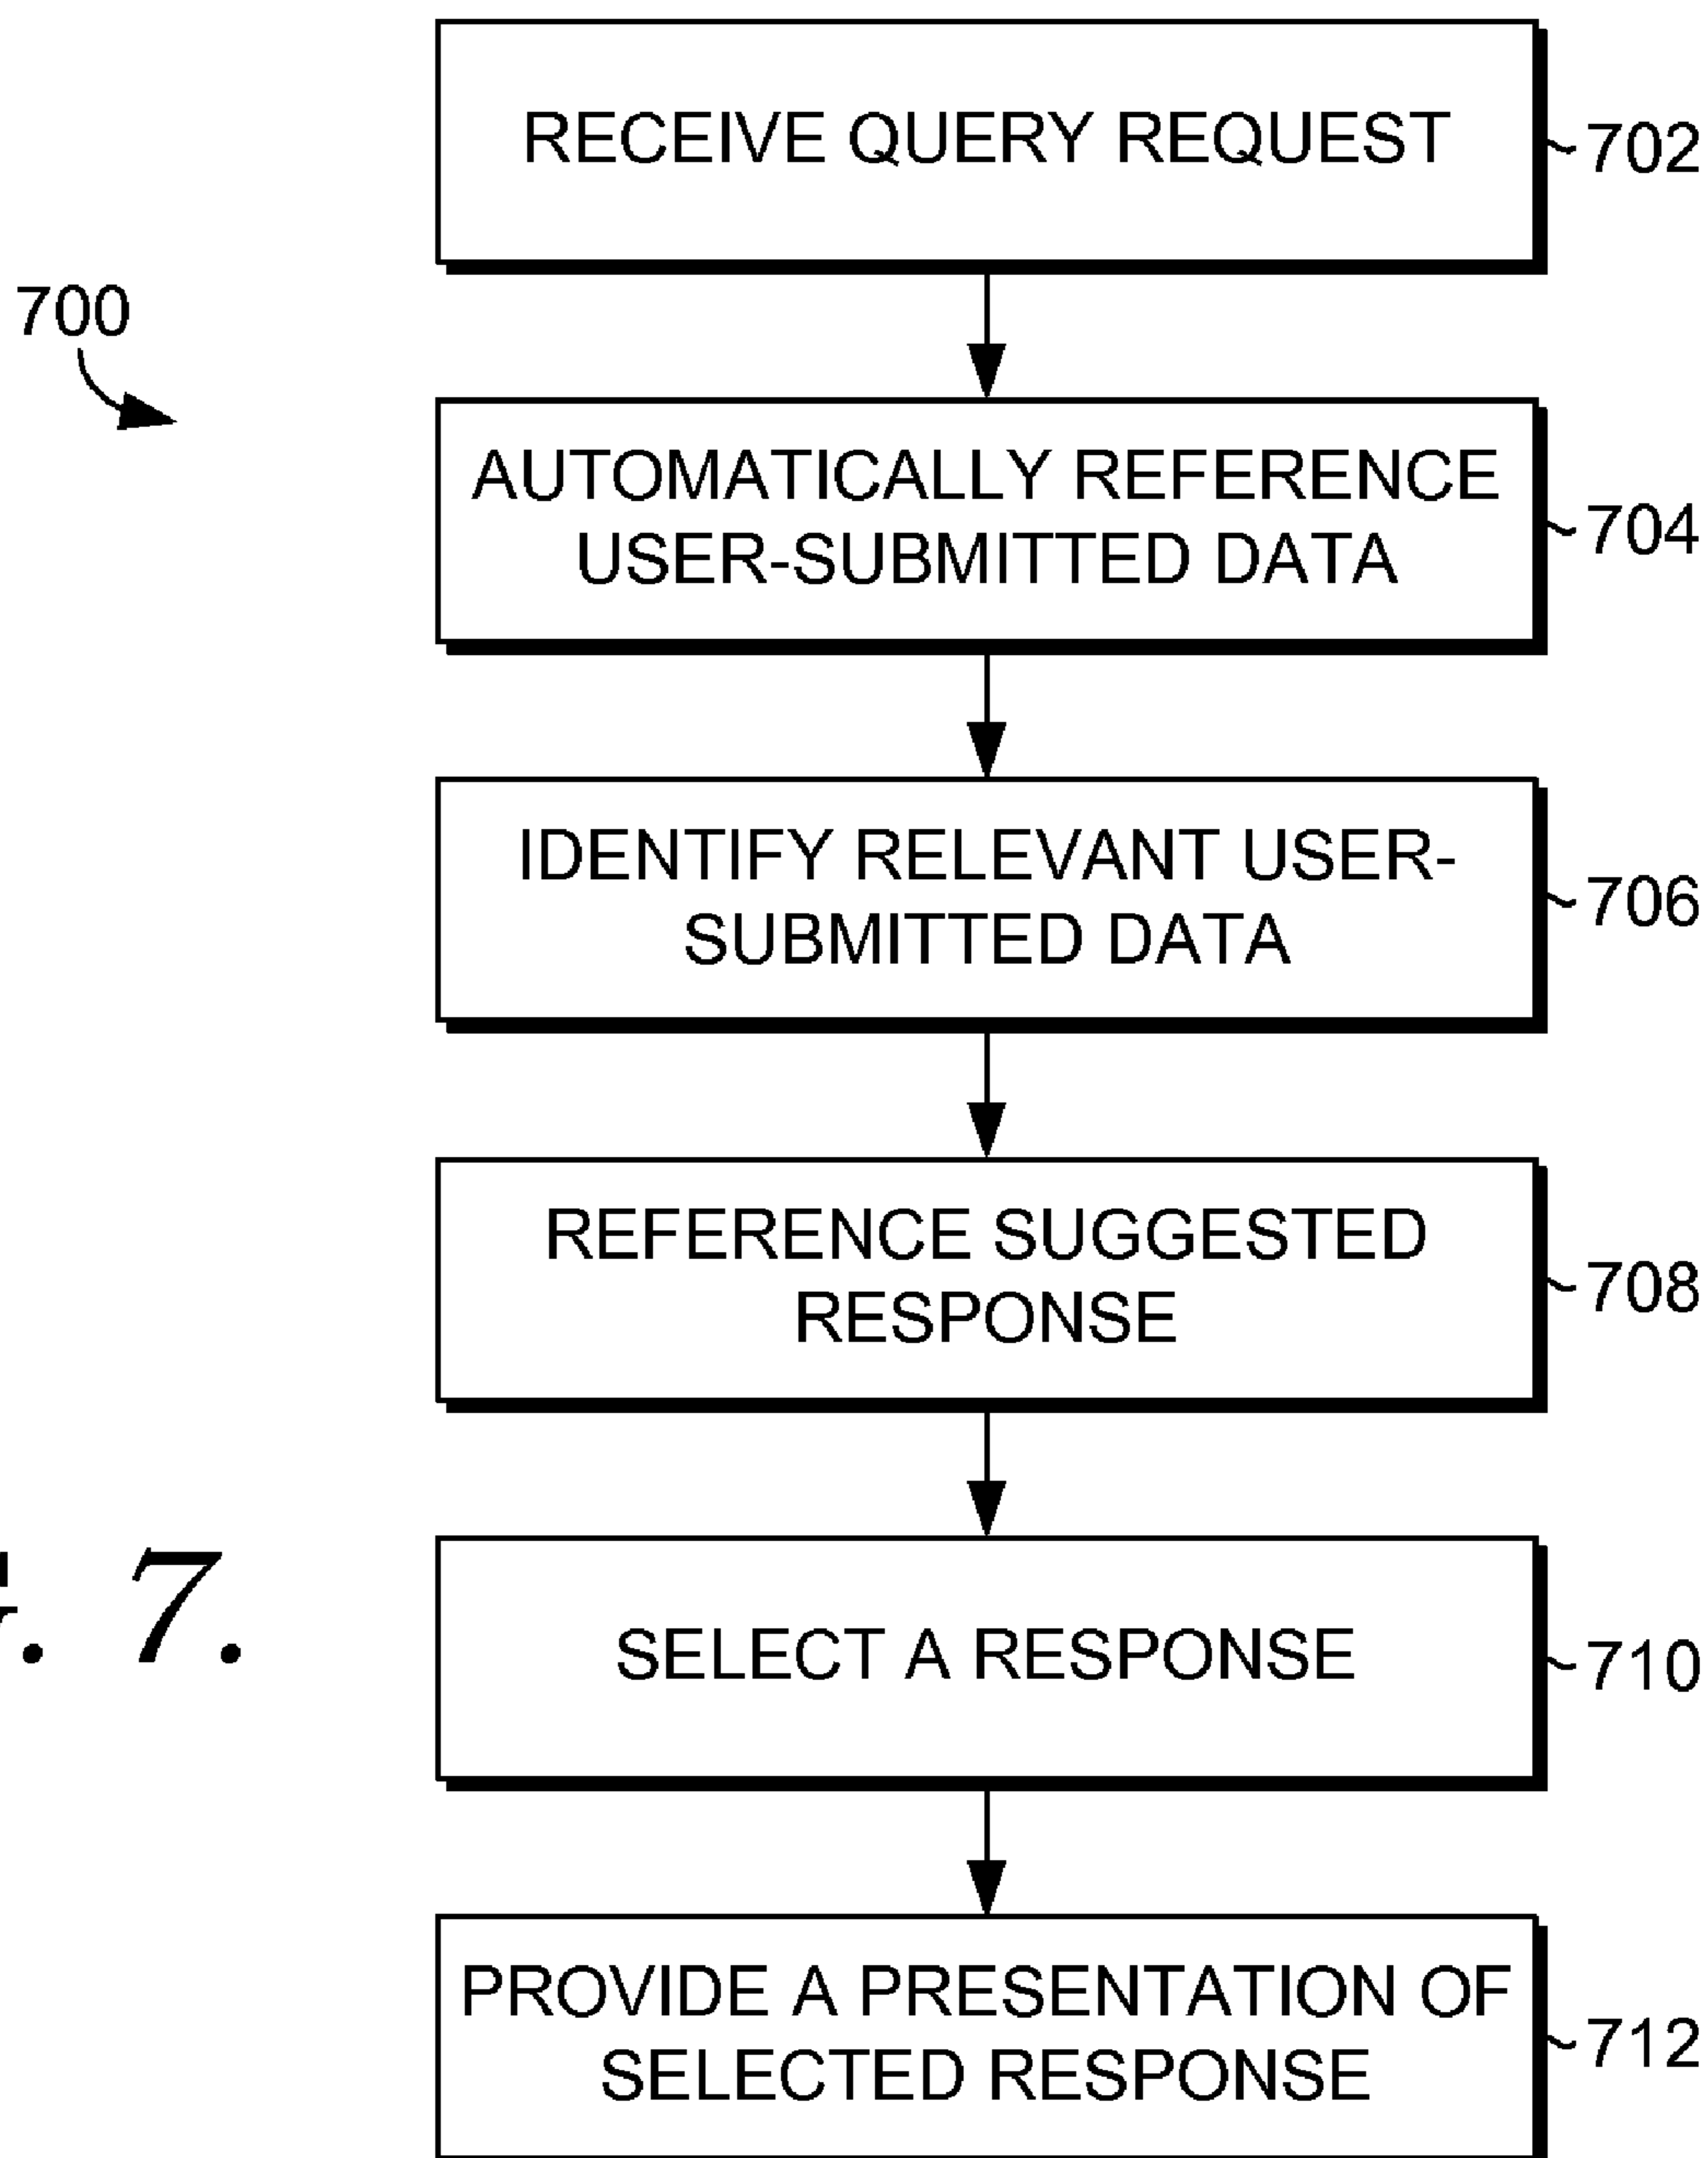 RECEIVE QUERY REQUEST
702
700
AUTOMATICALLY REFERENCE
USER-SUBMITTED DATA
704
IDENTIFY RELEVANT USER-
SUBMITTED DATA
706
REFERENCE SUGGESTED
RESPONSE
708
7.
SELECT A RESPONSE
710
PROVIDE A PRESENTATION OF
SELECTED RESPONSE
712